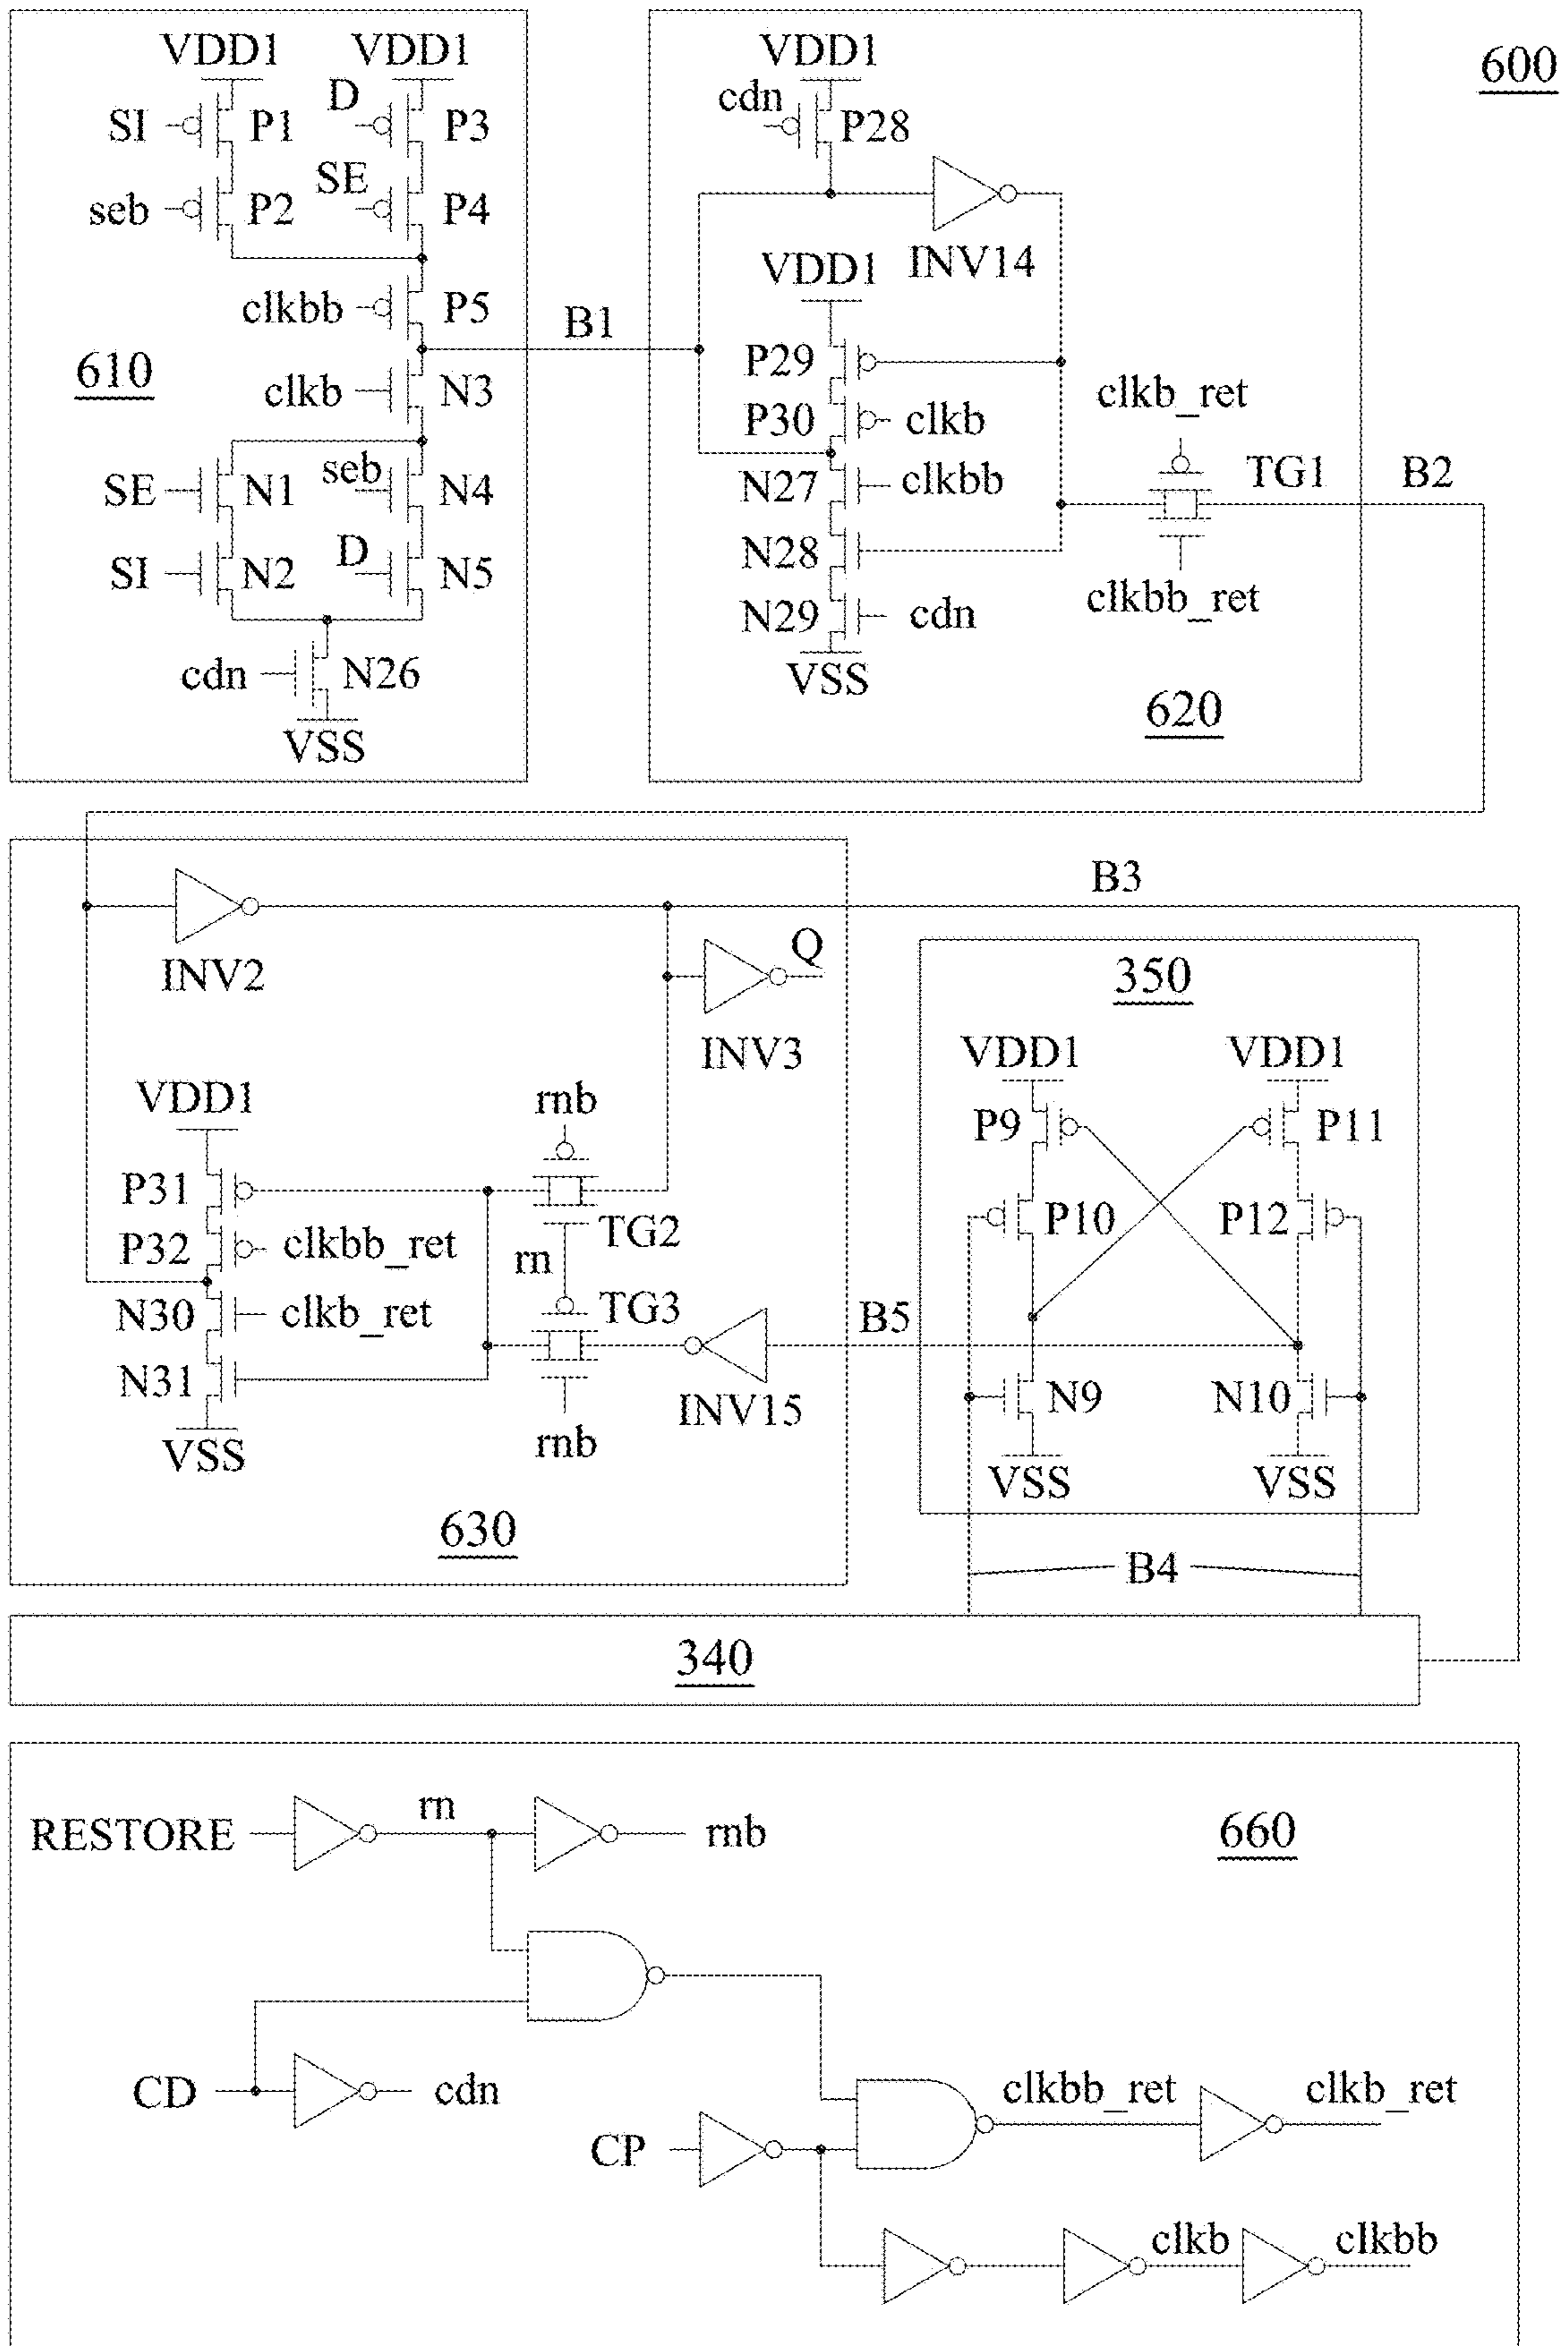 600
VDD1 VDD1
SI P1 D P3
seb P2 SE P4
clkbb P5
610
clkb N3
SE N1 seb N4
SI N2 D N5
cdn N26
VSS
B1
VDD1
cdn P28
INV14
VDD1
P29
P30 clkb
N27 clkbb
N28
N29 cdn
VSS
clkb_ret
TG1
clkbb_ret
620
B2
INV2
B3
Q
INV3
VDD1
P31
P32 clkbb_ret
N30 clkb_ret
N31
VSS
rnb
TG2
rn
TG3
rnb
INV15
B5
630
350
VDD1 VDD1
P9 P11
P10 P12
N9 N10
VSS VSS
B4
340
RESTORE rn rnb
660
CD cdn
CP
clkbb_ret clkb_ret
clkb clkbb